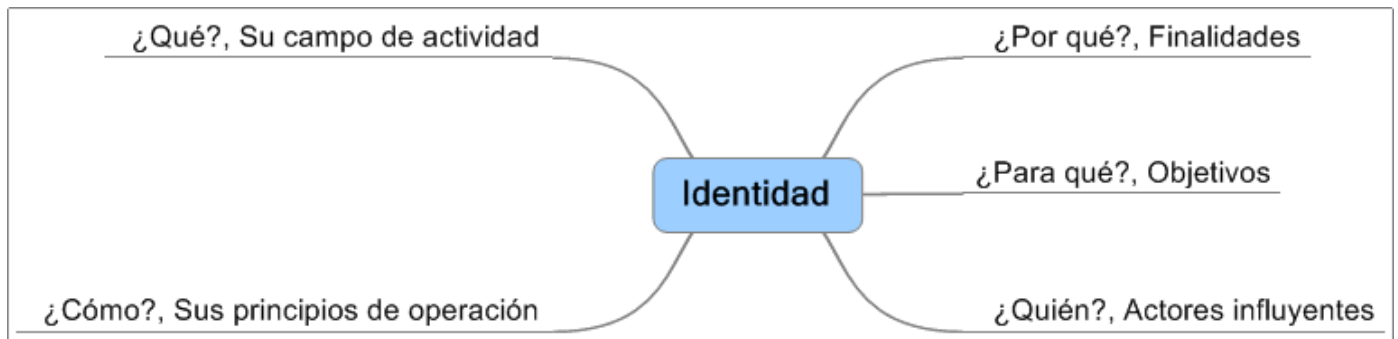 ¿Qué?, Su campo de actividad
¿Por qué?, Finalidades
Identidad
¿Para qué?, Objetivos
¿Cómo?, Sus principios de operación
¿Quién?, Actores influyentes